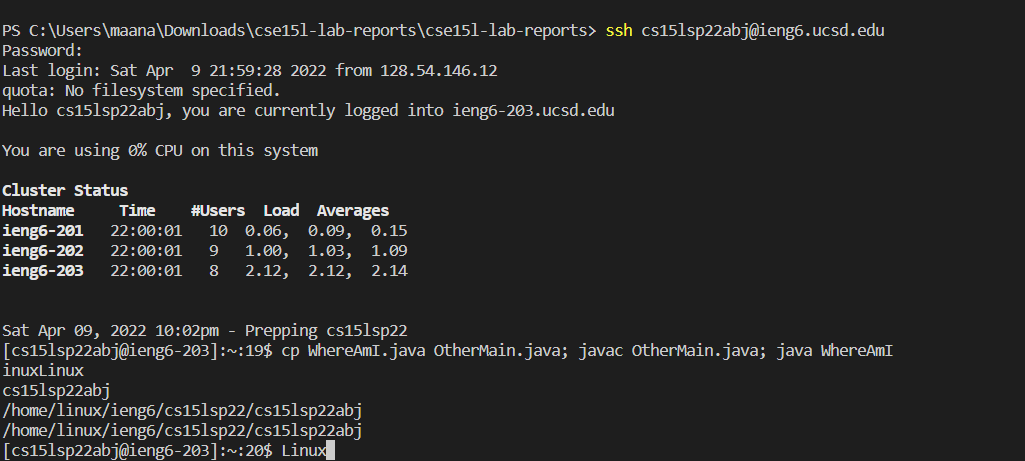 PS C:\Users\maana\Downloads\cse15l-lab-reports\cse15l-lab-reports> ssh cs15lsp22abj@ieng6.ucsd.edu
Password:
Last login: Sat Apr  9 21:59:28 2022 from 128.54.146.12
quota: No filesystem specified.
Hello cs15lsp22abj, you are currently logged into ieng6-203.ucsd.edu
You are using 0% CPU on this system
Cluster Status
Hostname     Time    #Users  Load  Averages
ieng6-201   22:00:01   10  0.06,  0.09,  0.15
ieng6-202   22:00:01   9   1.00,  1.03,  1.09
ieng6-203   22:00:01   8   2.12,  2.12,  2.14
Sat Apr 09, 2022 10:02pm - Prepping cs15lsp22
[cs15lsp22abj@ieng6-203]:~:19$ cp WhereAmI.java OtherMain.java; javac OtherMain.java; java WhereAmI
inuxLinux
cs15lsp22abj
/home/linux/ieng6/cs15lsp22/cs15lsp22abj
/home/linux/ieng6/cs15lsp22/cs15lsp22abj
[cs15lsp22abj@ieng6-203]:~:20$ Linux